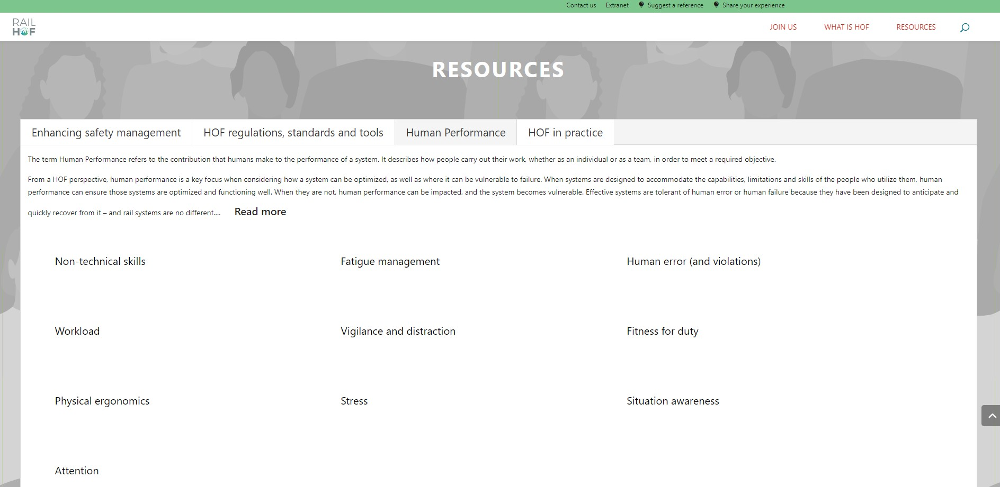 Contact us Extranet Suggest a reference Share your experience
RAIL
HOF
JOIN US WHAT IS HOF RESOURCES
RESOURCES
Enhancing safety management HOF regulations, standards and tools Human Performance HOF in practice
The term Human Performance refers to the contribution that humans make to the performance of a system. It describes how people carry out their work, whether as an individual or as a team, in order to meet a required objective.
From a HOF perspective, human performance is a key focus when considering how a system can be optimized, as well as where it can be vulnerable to failure. When systems are designed to accommodate the capabilities, limitations and skills of the people who utilize them, human
performance can ensure those systems are optimized and functioning well. When they are not, human performance can be impacted, and the system becomes vulnerable. Effective systems are tolerant of human error or human failure because they have been designed to anticipate and
quickly recover from it – and rail systems are no different.... Read more
Non-technical skills Fatigue management Human error (and violations)
Workload Vigilance and distraction Fitness for duty
Physical ergonomics Stress Situation awareness
Attention